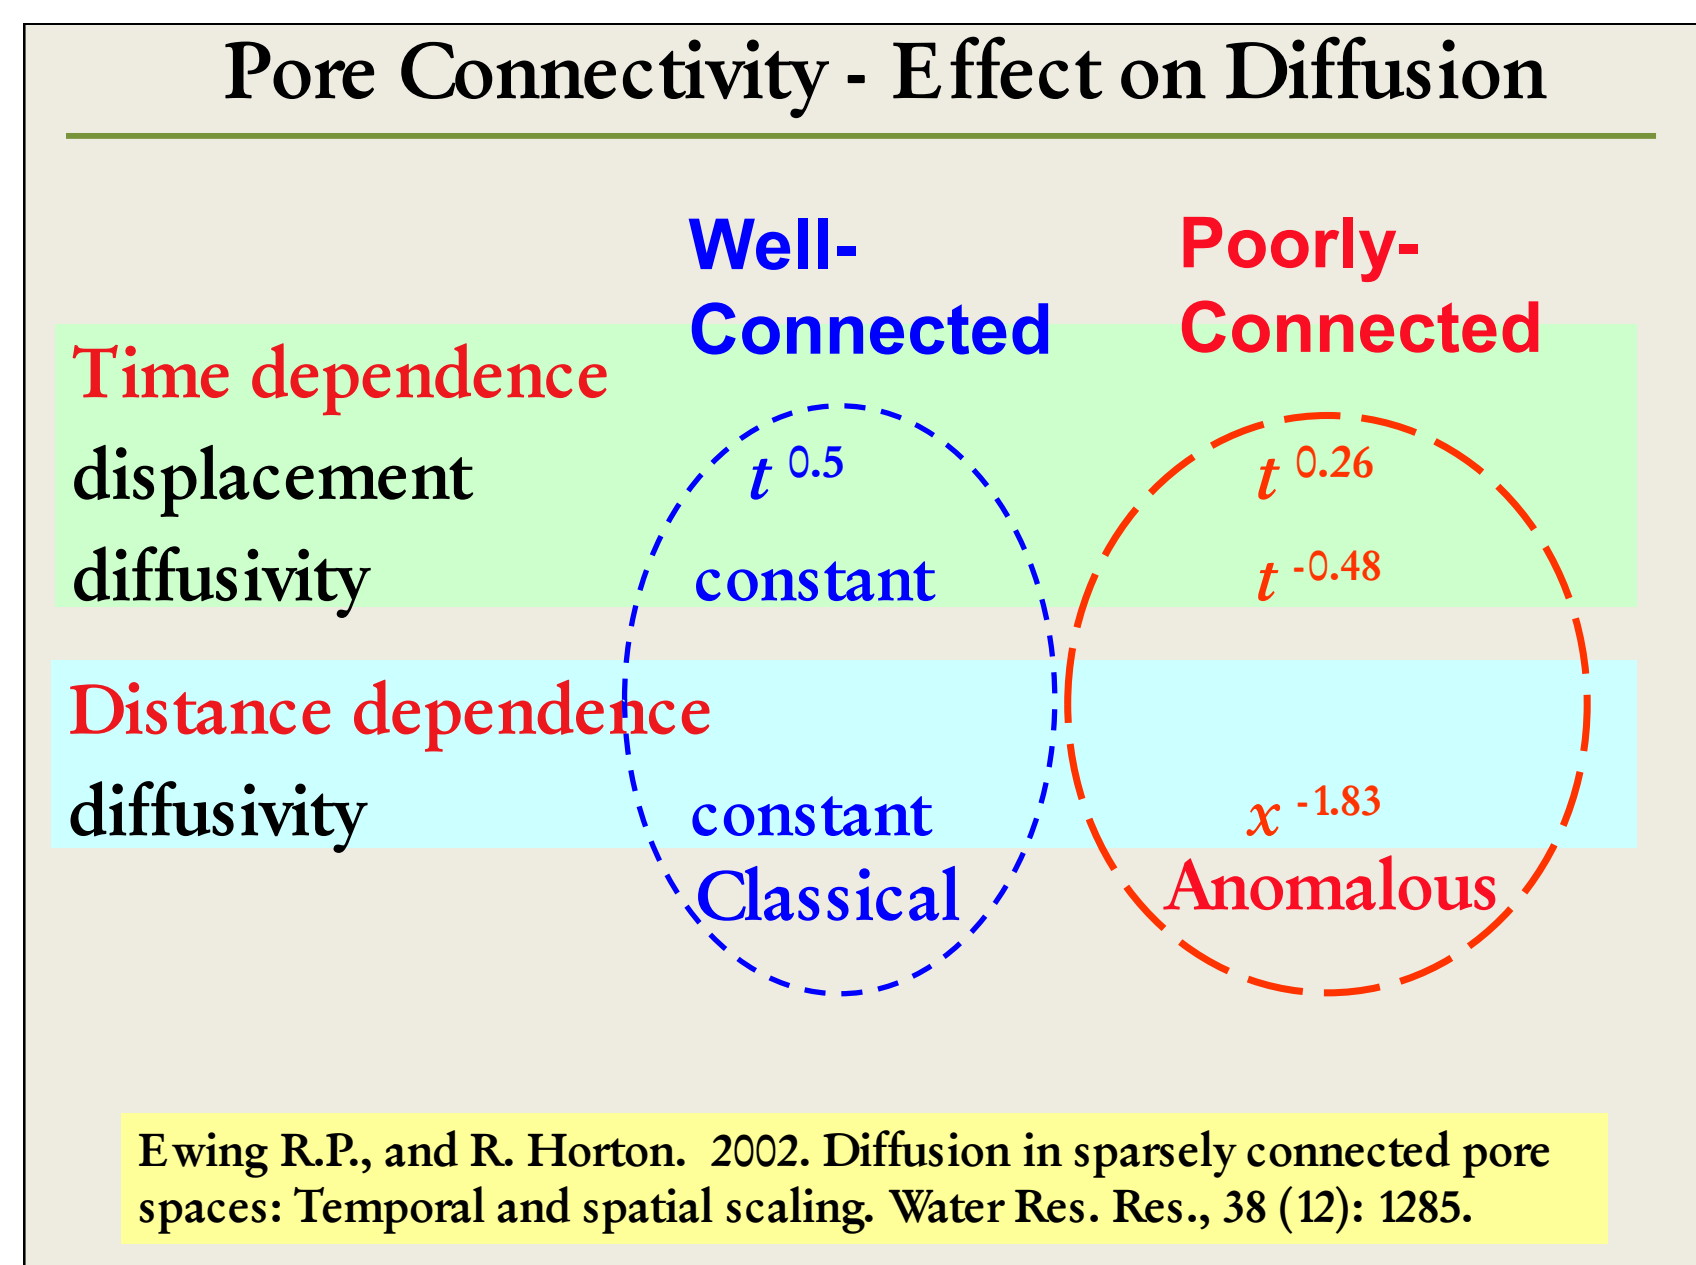 Pore Connectivity - Effect on Diffusion
Well-
Connected
Poorly-
Connected
Time dependence
displacement t 0.5 t 0.26
diffusivity constant t -0.48
Distance dependence
diffusivity constant x -1.83
Classical Anomalous
Ewing R.P., and R. Horton. 2002. Diffusion in sparsely connected pore
spaces: Temporal and spatial scaling. Water Res. Res., 38 (12): 1285.